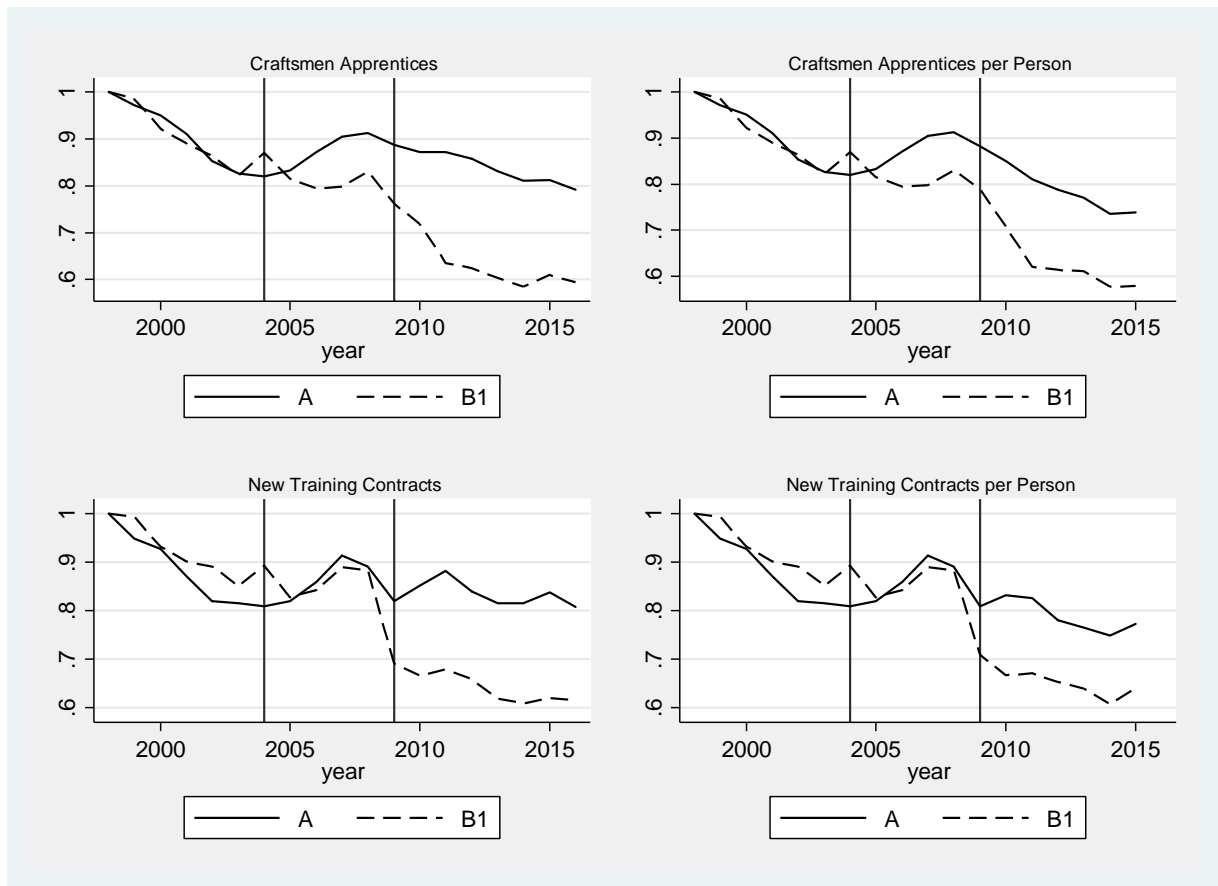 Craftsmen Apprentices
1
.9
.8
.7
.6
2000 2005 2010 2015
year
A B1
Craftsmen Apprentices per Person
1
.9
.8
.7
.6
2000 2005 2010 2015
year
A B1
New Training Contracts
1
.9
.8
.7
.6
2000 2005 2010 2015
year
A B1
New Training Contracts per Person
1
.9
.8
.7
.6
2000 2005 2010 2015
year
A B1